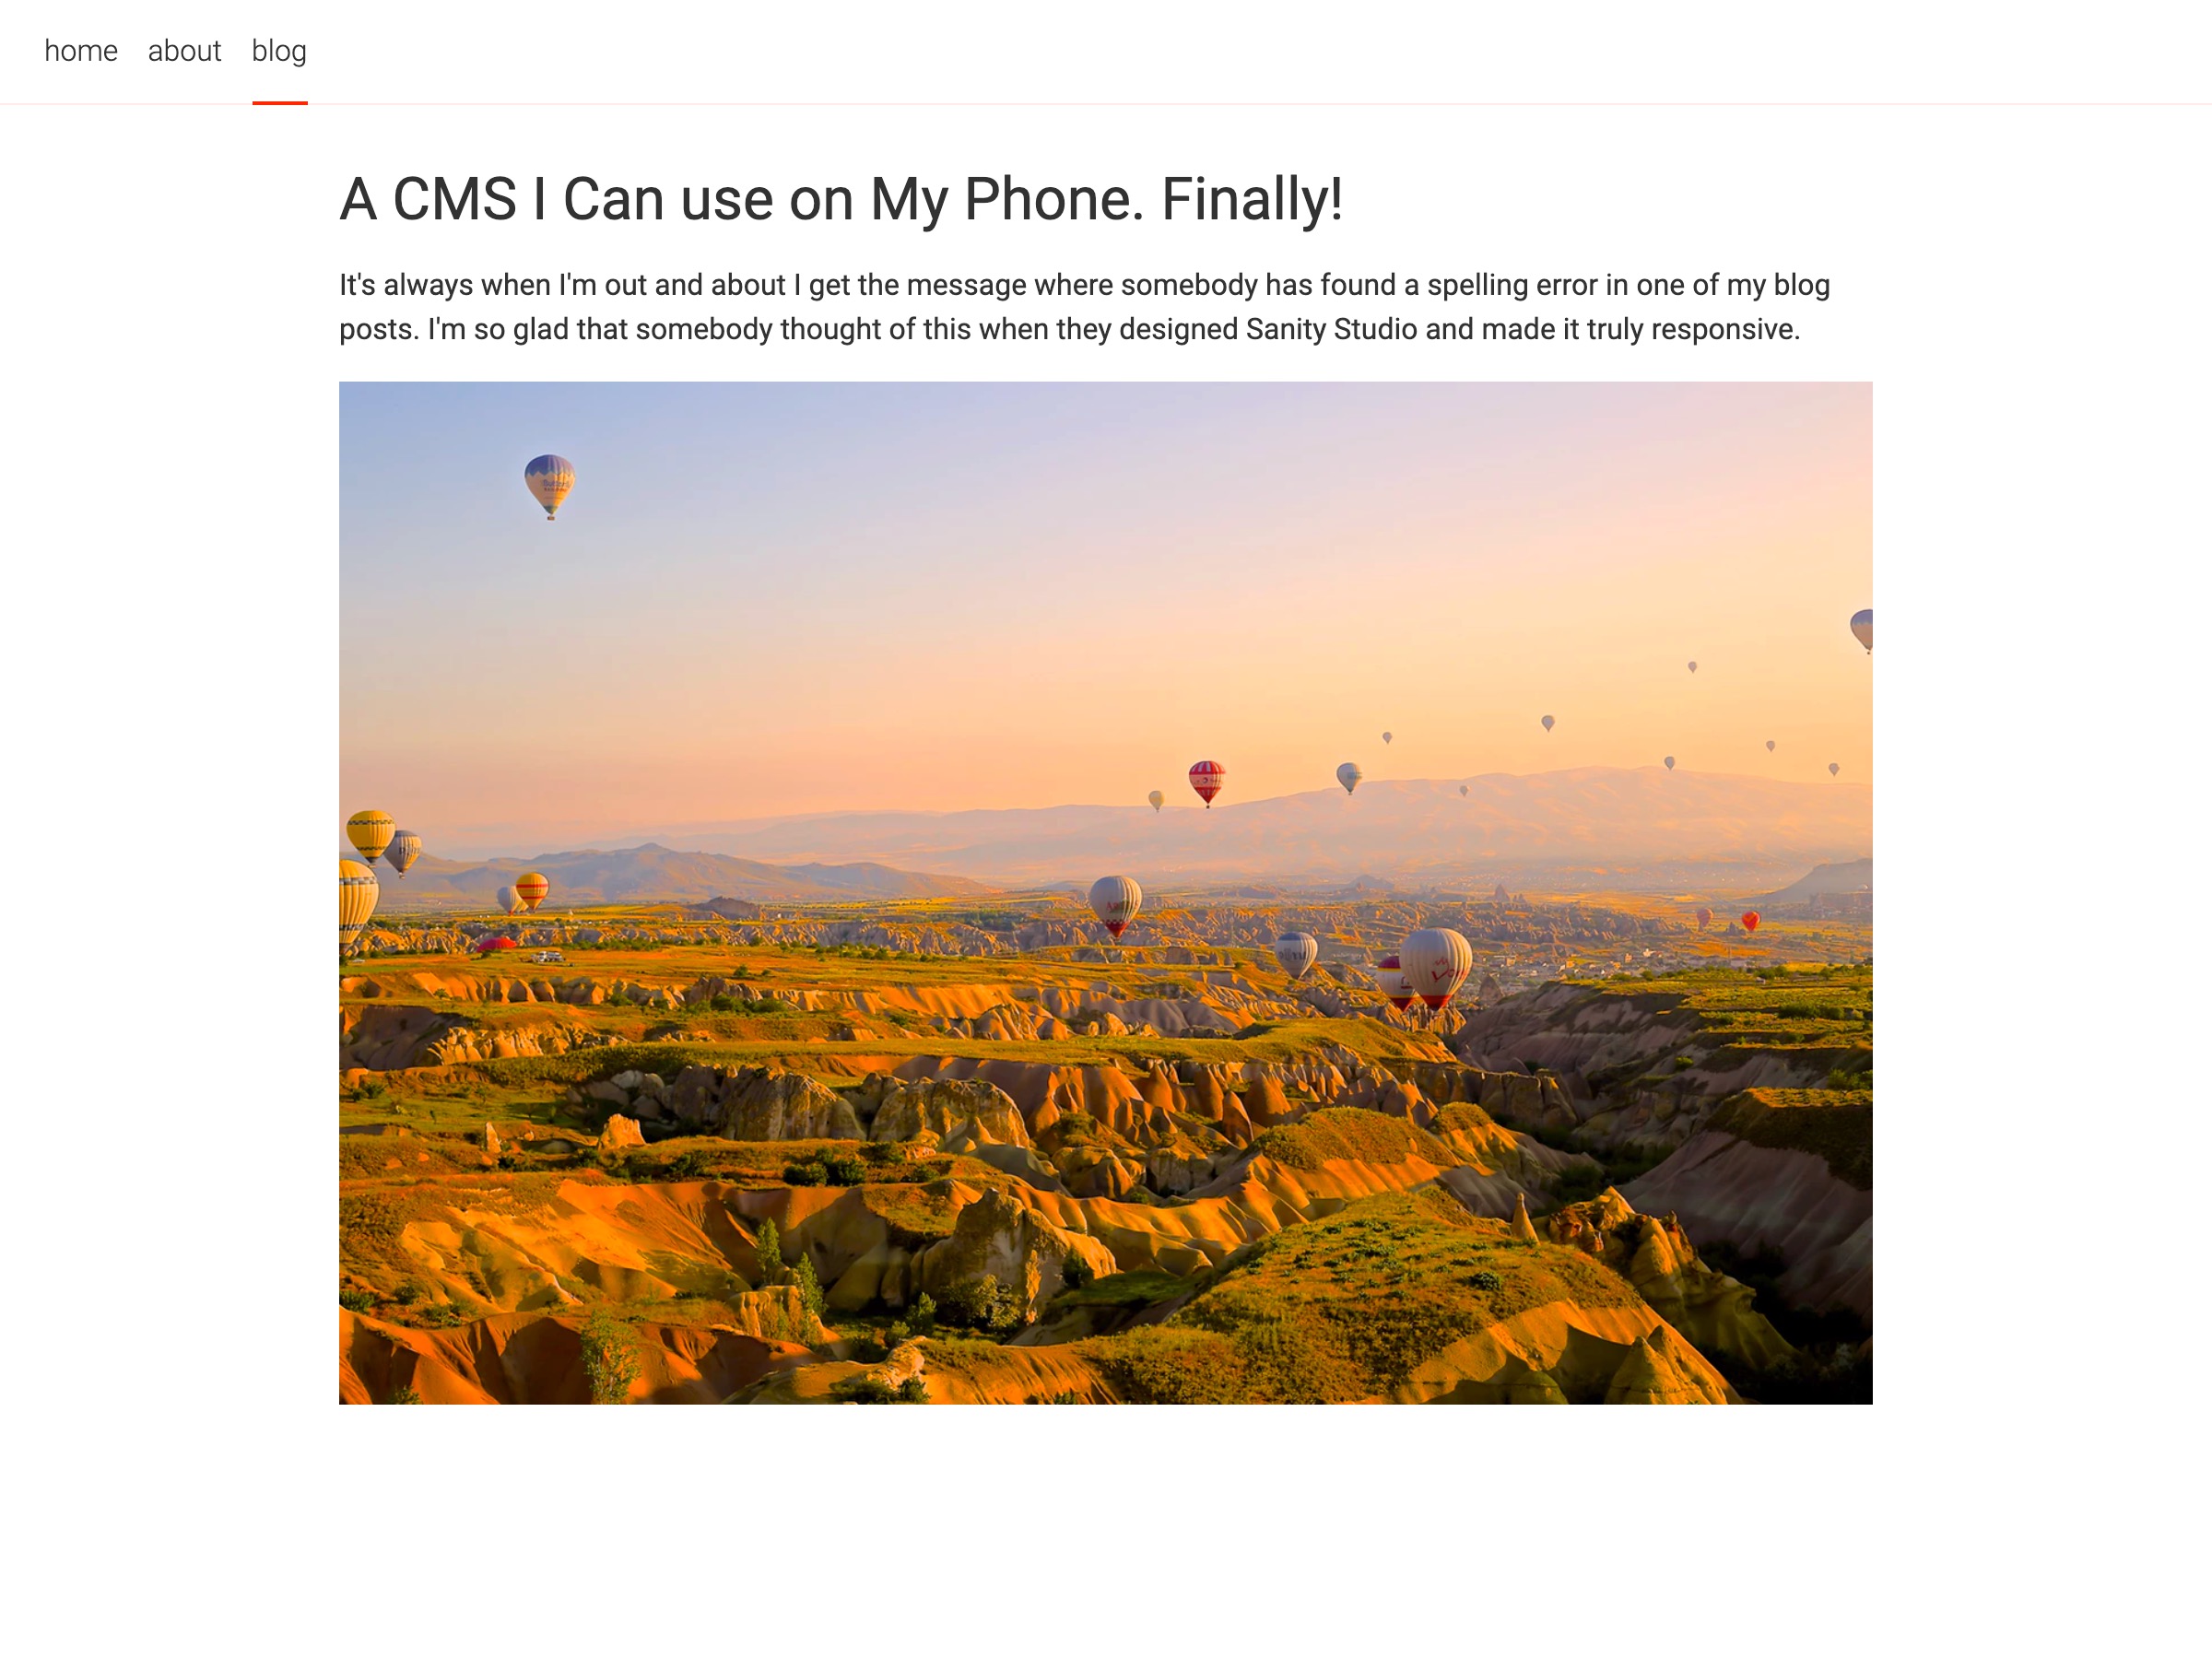 home about blog
A CMS I Can use on My Phone. Finally!
It's always when I'm out and about I get the message where somebody has found a spelling error in one of my blog
posts. I'm so glad that somebody thought of this when they designed Sanity Studio and made it truly responsive.